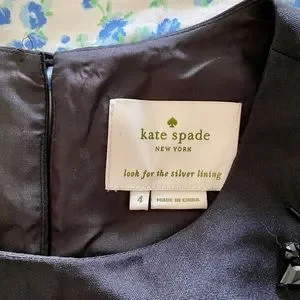 kate spade
NEW YORK
look for the silver lining
4
MADE IN CHINA